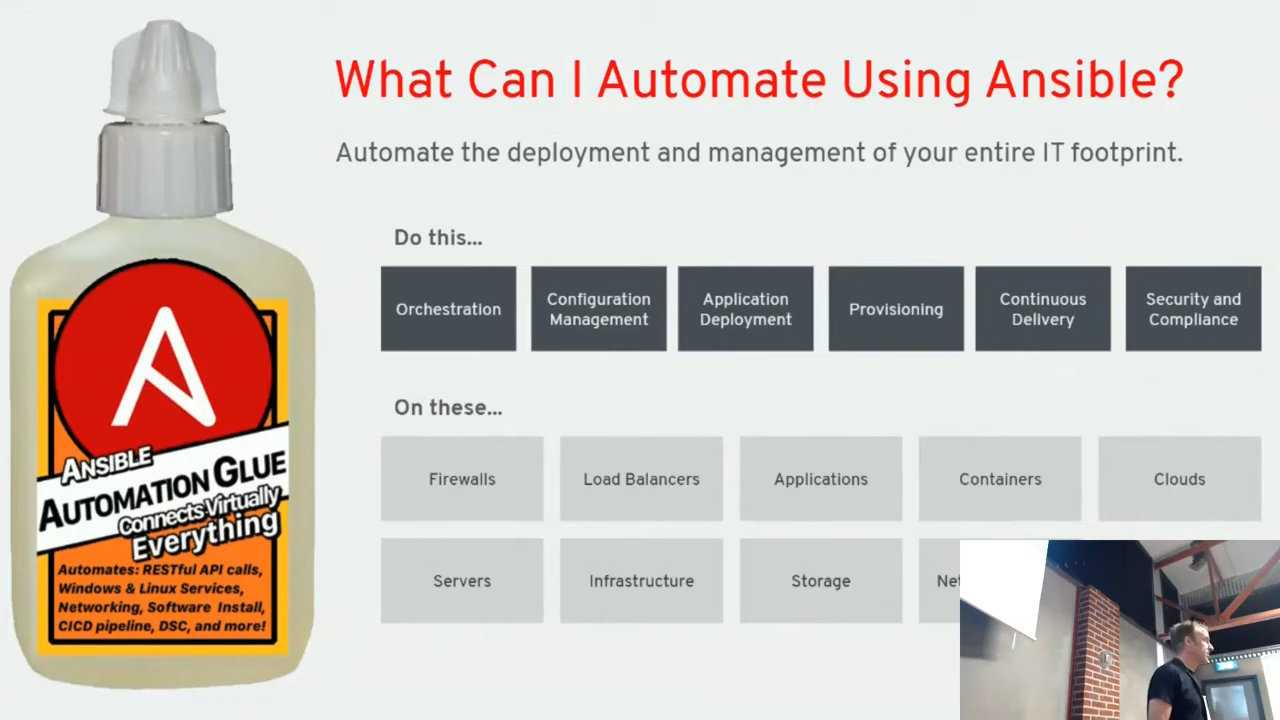 What Can I Automate Using Ansible?
Automate the deployment and management of your entire IT footprint.
Do this...
Orchestration
Configuration
Management
Application
Deployment
Provisioning
Continuous
Delivery
Security and
Compliance
On these...
Firewalls
Load Balancers
Applications
Containers
Clouds
Servers
Infrastructure
Storage
ANSIBLE
AUTOMATION GLUE
Connects Virtually
Everything
Automates: RESTful API calls,
Windows & Linux Services,
Networking, Software Install,
CICD pipeline, DSC, and more!